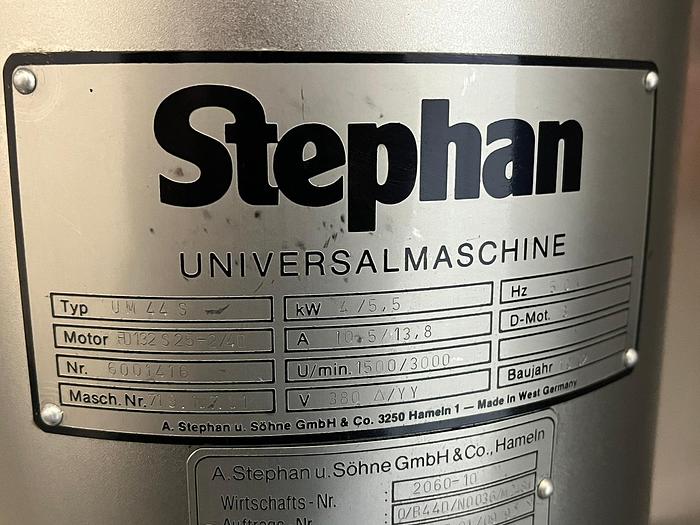 Stephan
UNIVERSALMASCHINE
Typ UM 44 S
kW 4/5,5
Hz
Motor
A 10,5/13,8
D-Mot.
Nr. 6001416
U/min. 1500/3000
Masch. Nr.
V 380 Δ/YY
Baujahr
A. Stephan u. Söhne GmbH & Co. 3250 Hameln 1 — Made in West Germany
A. Stephan u. Söhne GmbH & Co., Hameln
Wirtschafts-Nr. : 2060-10
Auftrags-Nr.